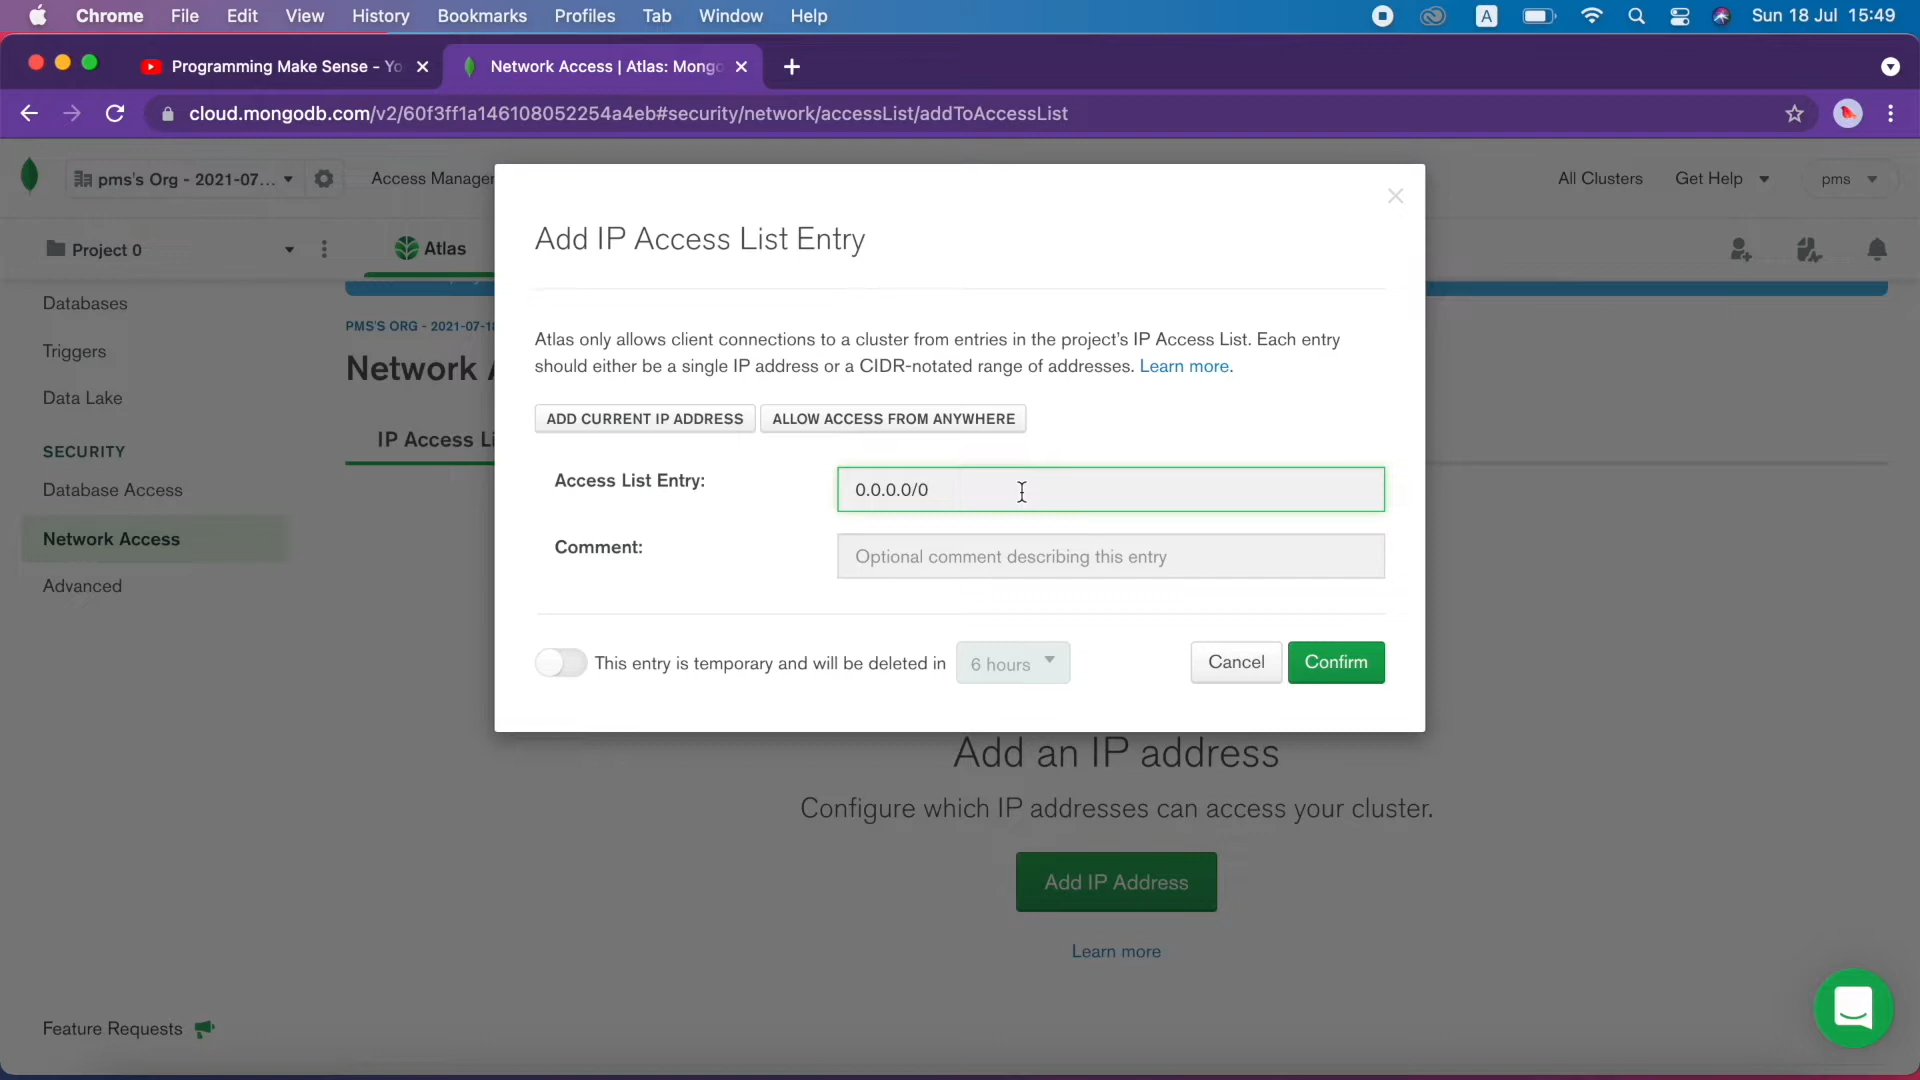 Chrome File Edit View History Bookmarks Profiles Tab Window Help A Sun 18 Jul 15:49
Programming Make Sense - Yo Network Access | Atlas: Mongo
cloud.mongodb.com/v2/60f3ff1a146108052254a4eb#security/network/accessList/addToAccessList
pms's Org - 2021-07... Access Manager All Clusters Get Help pms
Project 0 Atlas
Databases
Triggers
Data Lake
SECURITY
Database Access
Network Access
Advanced
Feature Requests
PMS'S ORG - 2021-07-18
Network A
IP Access Li
Add IP Access List Entry
Atlas only allows client connections to a cluster from entries in the project's IP Access List. Each entry
should either be a single IP address or a CIDR-notated range of addresses. Learn more.
ADD CURRENT IP ADDRESS ALLOW ACCESS FROM ANYWHERE
Access List Entry: 0.0.0.0/0
Comment: Optional comment describing this entry
This entry is temporary and will be deleted in 6 hours Cancel Confirm
Add an IP address
Configure which IP addresses can access your cluster.
Add IP Address
Learn more